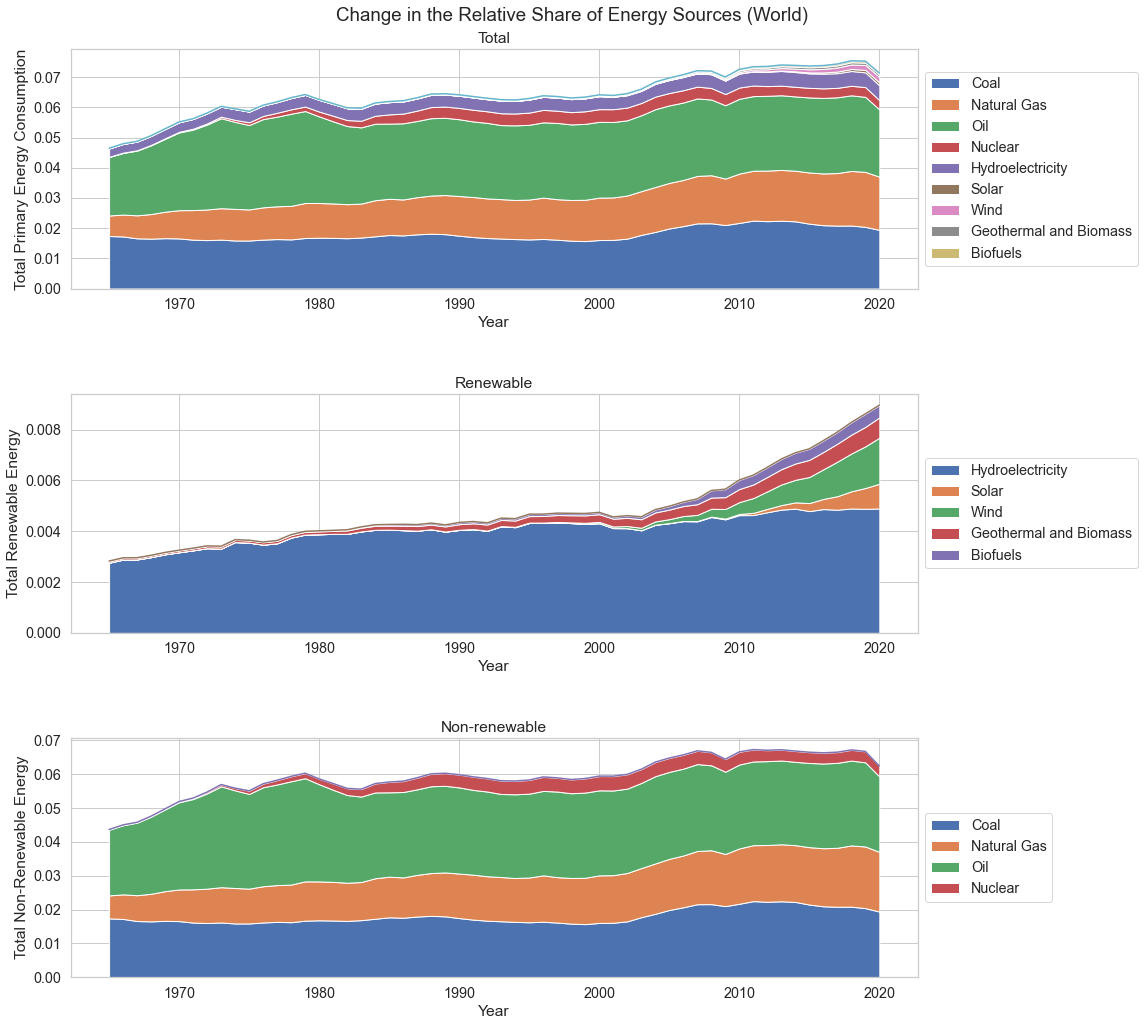 Change in the Relative Share of Energy Sources (World)
Total
Total Primary Energy Consumption
0.07
0.06
0.05
0.04
0.03
0.02
0.01
0.00
1970 1980 1990 2000 2010 2020
Year
Coal
Natural Gas
Oil
Nuclear
Hydroelectricity
Solar
Wind
Geothermal and Biomass
Biofuels
Renewable
Total Renewable Energy
0.008
0.006
0.004
0.002
0.000
1970 1980 1990 2000 2010 2020
Year
Hydroelectricity
Solar
Wind
Geothermal and Biomass
Biofuels
Non-renewable
Total Non-Renewable Energy
0.07
0.06
0.05
0.04
0.03
0.02
0.01
0.00
1970 1980 1990 2000 2010 2020
Year
Coal
Natural Gas
Oil
Nuclear